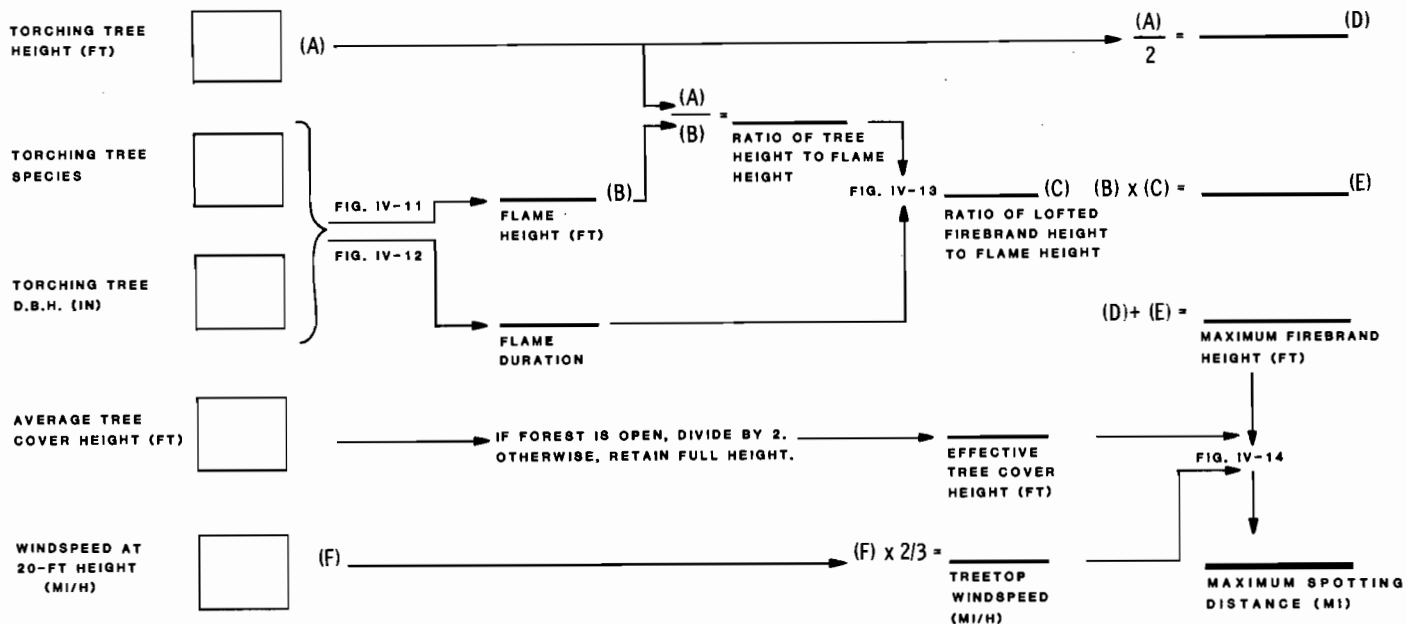 TORCHING TREE
HEIGHT (FT)
(A)
(A)
2
=
(D)
(A)
(B)
=
RATIO OF TREE
HEIGHT TO FLAME
HEIGHT
TORCHING TREE
SPECIES
FIG. IV-11
(B)
FLAME
HEIGHT (FT)
FIG. IV-13
(C)
RATIO OF LOFTED
FIREBRAND HEIGHT
TO FLAME HEIGHT
(B) x (C) =
(E)
FIG. IV-12
TORCHING TREE
D.B.H. (IN)
FLAME
DURATION
(D)+ (E) =
MAXIMUM FIREBRAND
HEIGHT (FT)
AVERAGE TREE
COVER HEIGHT (FT)
IF FOREST IS OPEN, DIVIDE BY 2.
OTHERWISE, RETAIN FULL HEIGHT.
EFFECTIVE
TREE COVER
HEIGHT (FT)
FIG. IV-14
WINDSPEED AT
20-FT HEIGHT
(MI/H)
(F)
(F) x 2/3 =
TREETOP
WINDSPEED
(MI/H)
MAXIMUM SPOTTING
DISTANCE (MI)